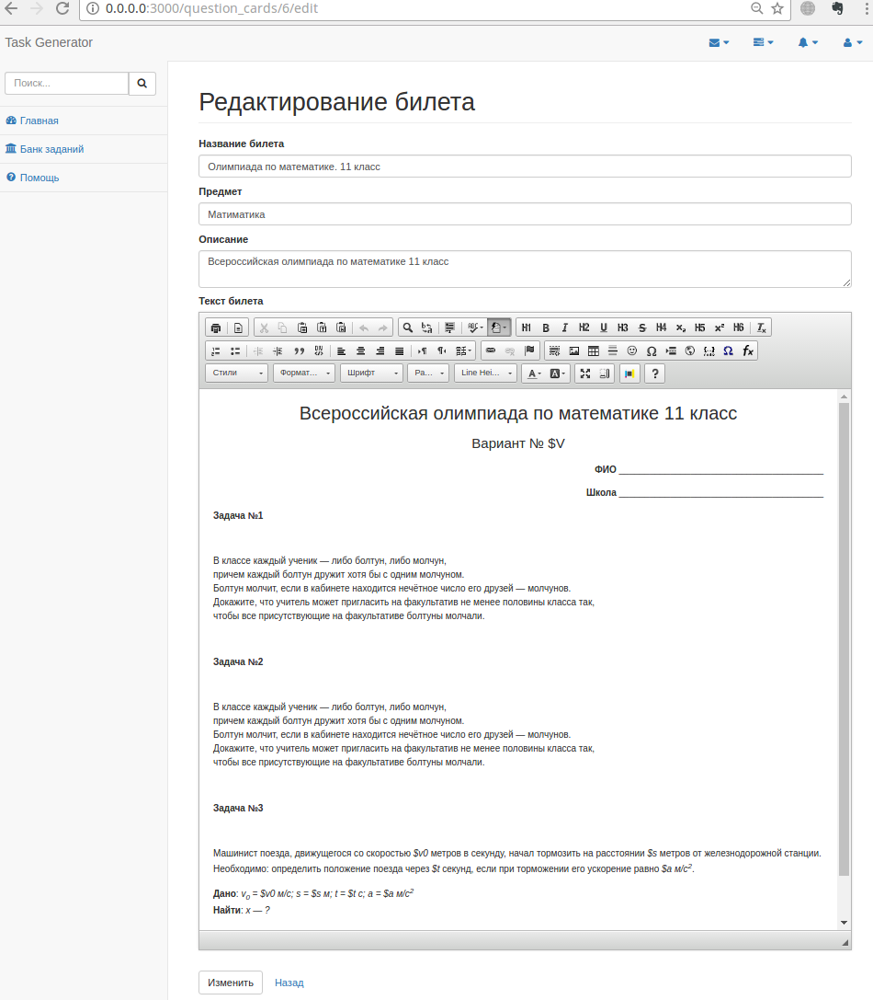 0.0.0.0:3000/question_cards/6/edit
Task Generator
Поиск...
Главная
Банк заданий
Помощь
Редактирование билета
Название билета
Олимпиада по математике. 11 класс
Предмет
Матиматика
Описание
Всероссийская олимпиада по математике 11 класс
Текст билета
ABC
H1 B I H2 U H3 S H4 x₂ H5 x² H6 Tx
Ω Ω fx
Стили Формат... Шрифт Ра... Line Hei... A A ?
Всероссийская олимпиада по математике 11 класс
Вариант № $V
ФИО
Школа
Задача №1
В классе каждый ученик — либо болтун, либо молчун,
причем каждый болтун дружит хотя бы с одним молчуном.
Болтун молчит, если в кабинете находится нечётное число его друзей — молчунов.
Докажите, что учитель может пригласить на факультатив не менее половины класса так,
чтобы все присутствующие на факультативе болтуны молчали.
Задача №2
В классе каждый ученик — либо болтун, либо молчун,
причем каждый болтун дружит хотя бы с одним молчуном.
Болтун молчит, если в кабинете находится нечётное число его друзей — молчунов.
Докажите, что учитель может пригласить на факультатив не менее половины класса так,
чтобы все присутствующие на факультативе болтуны молчали.
Задача №3
Машинист поезда, движущегося со скоростью $v0 метров в секунду, начал тормозить на расстоянии $s метров от железнодорожной станции.
Необходимо: определить положение поезда через $t секунд, если при торможении его ускорение равно $a м/с².
Дано: v₀ = $v0 м/с; s = $s м; t = $t с; a = $a м/с²
Найти: x — ?
Изменить Назад